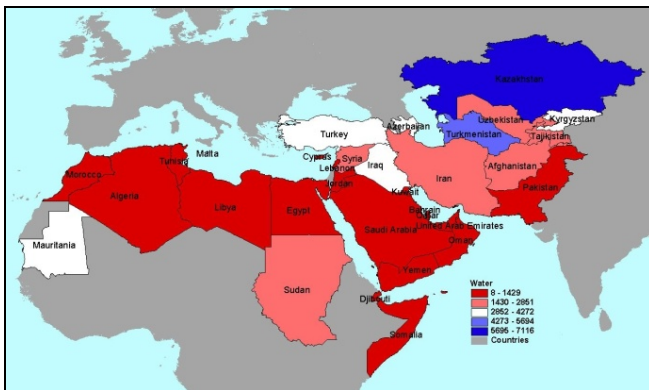 Kazakhstan
Uzbekistan
Kyrgyzstan
Turkey
Azerbaijan
Turkmenistan
Tajikistan
Malta
Tunisia
Cyprus
Syria
Lebanon
Iraq
Iran
Afghanistan
Morocco
Jordan
Pakistan
Algeria
Libya
Egypt
Kuwait
Bahrain
Qatar
United Arab Emirates
Saudi Arabia
Oman
Mauritania
Yemen
Sudan
Djibouti
Somalia
Water
8 - 1429
1430 - 2851
2852 - 4272
4273 - 5694
5695 - 7116
Countries